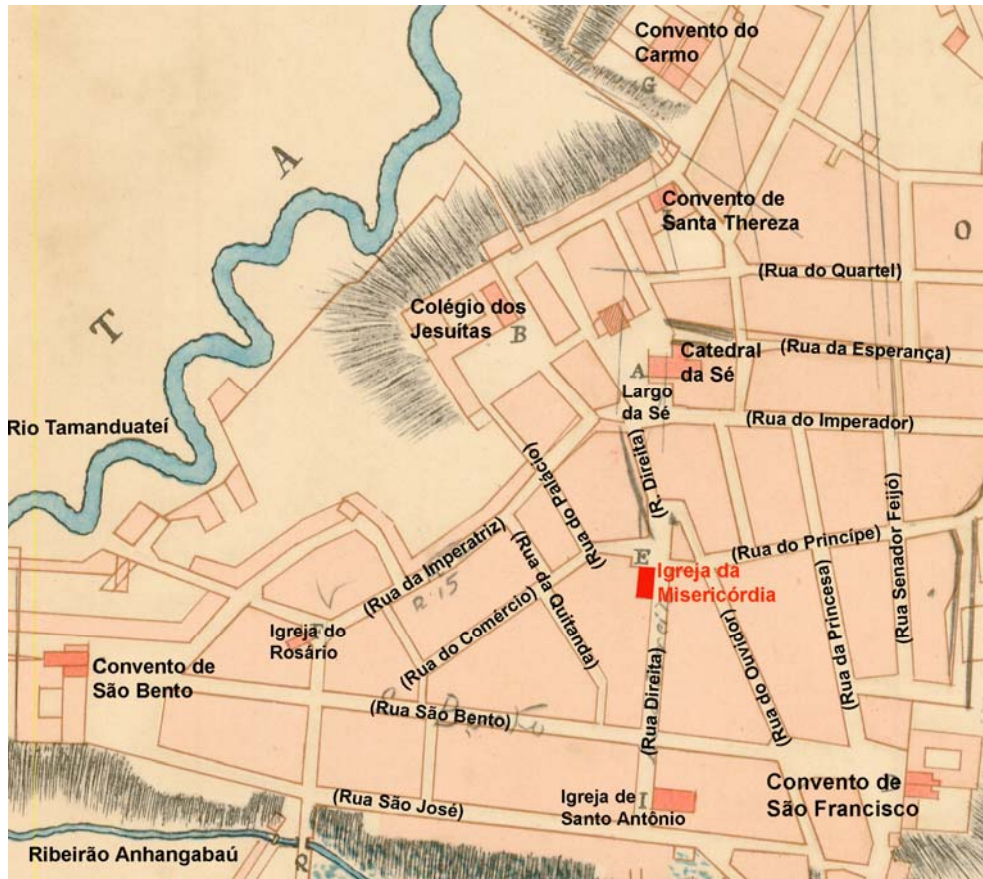 Convento do
Carmo
G
A
Convento de
Santa Thereza
O
(Rua do Quartel)
T
Colégio dos
Jesuítas
B
Catedral
da Sé
(Rua da Esperança)
A
Largo
da Sé
(Rua do Imperador)
Rio Tamanduateí
(R. Direita)
(Rua do Palácio)
(Rua Senador Feijó)
(Rua do Princípe)
E
Igreja da
Misericórdia
(Rua da Imperatriz)
(Rua da Quitanda)
(Rua do Comércio)
R. 15
Igreja do
Rosário
F
Convento de
São Bento
(Rua São Bento)
(Rua Direita)
(Rua do Ouvidor)
(Rua da Princesa)
Convento de
São Francisco
(Rua São José)
Igreja de
Santo Antônio
I
Ribeirão Anhangabaú